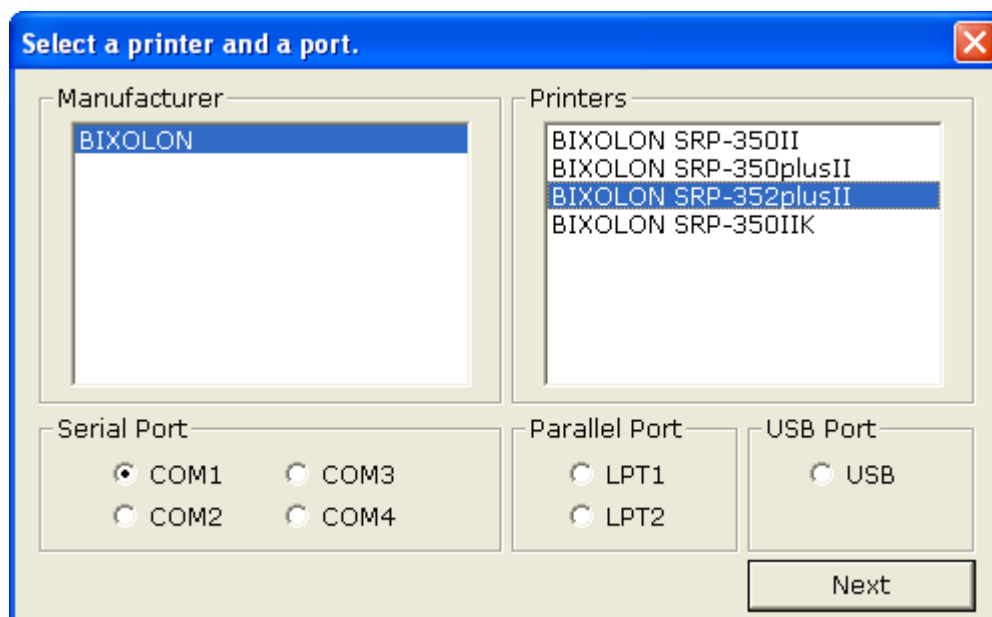 Select a printer and a port.
Manufacturer
BIXOLON
Printers
BIXOLON SRP-350II
BIXOLON SRP-350plusII
BIXOLON SRP-352plusII
BIXOLON SRP-350IIK
Serial Port
COM1 COM3
COM2 COM4
Parallel Port
LPT1
LPT2
USB Port
USB
Next